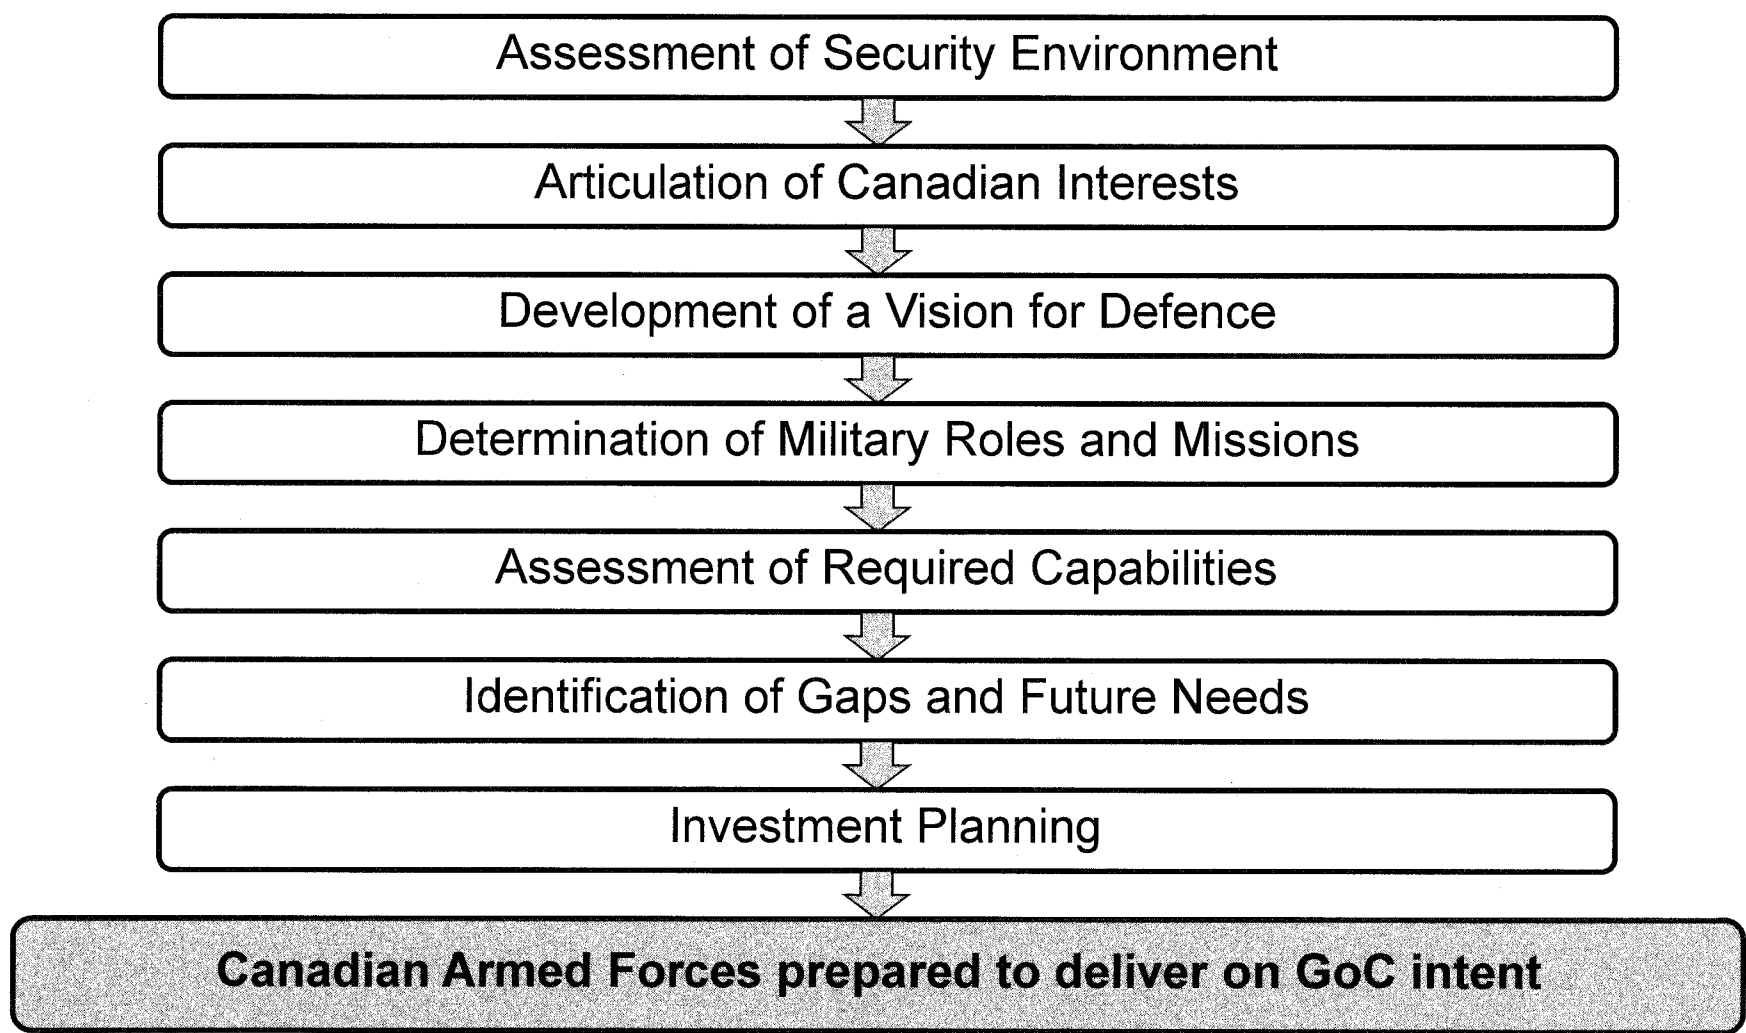 Assessment of Security Environment
Articulation of Canadian Interests
Development of a Vision for Defence
Determination of Military Roles and Missions
Assessment of Required Capabilities
Identification of Gaps and Future Needs
Investment Planning
Canadian Armed Forces prepared to deliver on GoC intent